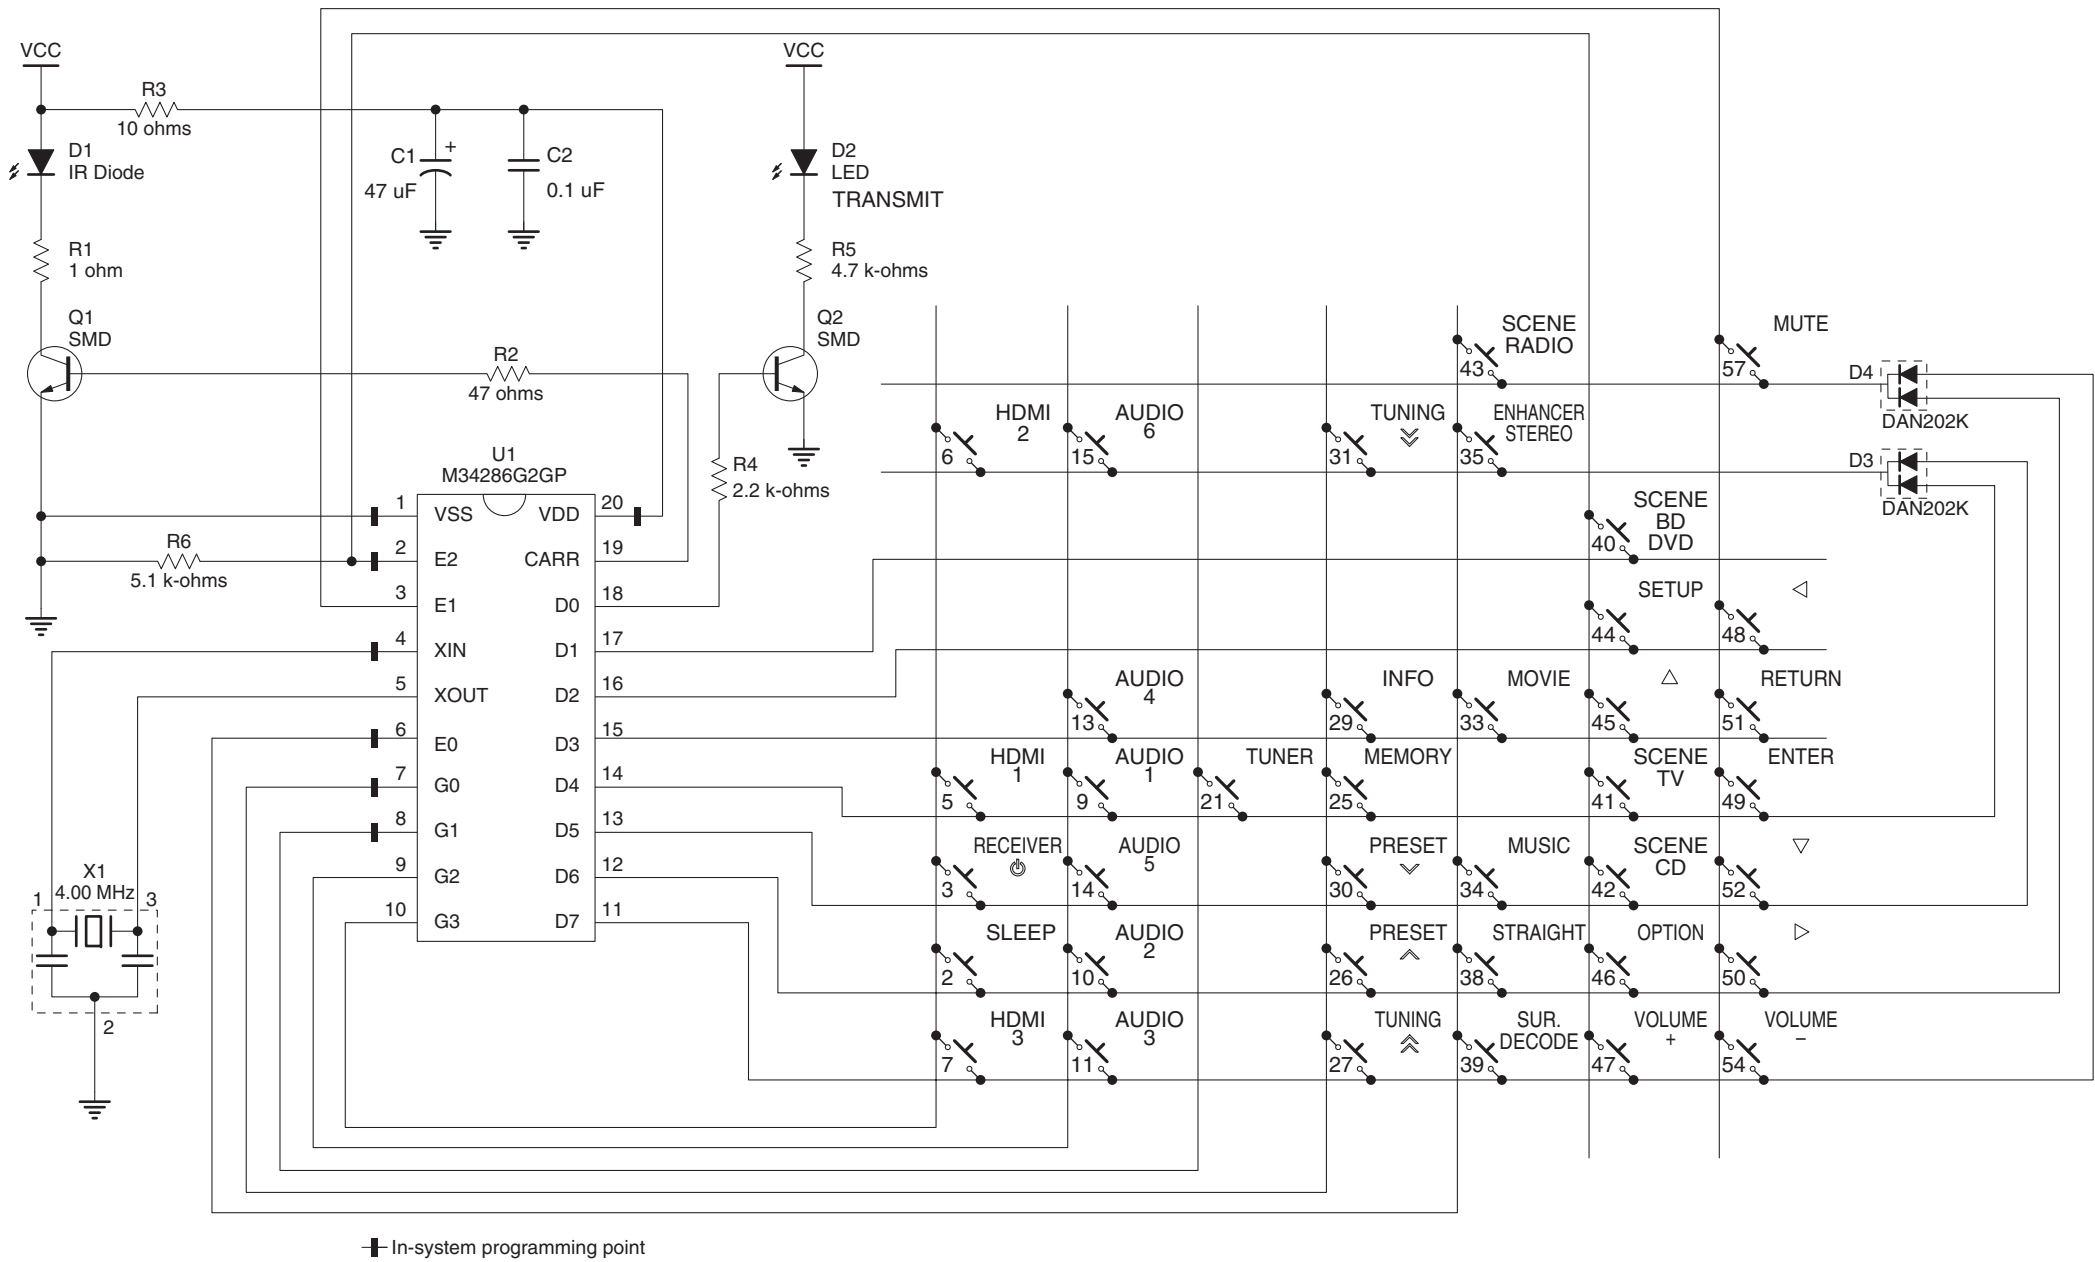 VCC
R3
10 ohms
D1
IR Diode
C1
+
47 uF
C2
0.1 uF
R1
1 ohm
Q1
SMD
R2
47 ohms
VCC
D2
LED
TRANSMIT
R5
4.7 k-ohms
Q2
SMD
R4
2.2 k-ohms
R6
5.1 k-ohms
U1
M34286G2GP
1 VSS VDD 20
2 E2 CARR 19
3 E1 D0 18
4 XIN D1 17
5 XOUT D2 16
6 E0 D3 15
7 G0 D4 14
8 G1 D5 13
9 G2 D6 12
10 G3 D7 11
X1
4.00 MHz
1
3
2
SCENE
RADIO
43
MUTE
57
D4
DAN202K
HDMI
2
6
AUDIO
6
15
TUNING
31
ENHANCER
STEREO
35
D3
DAN202K
SCENE
BD
DVD
40
SETUP
44
48
AUDIO
4
13
INFO
29
MOVIE
33
45
RETURN
51
HDMI
1
5
AUDIO
1
9
TUNER
21
MEMORY
25
SCENE
TV
41
ENTER
49
RECEIVER
3
AUDIO
5
14
PRESET
30
MUSIC
34
SCENE
CD
42
52
SLEEP
2
AUDIO
2
10
PRESET
26
STRAIGHT
38
OPTION
46
50
HDMI
3
7
AUDIO
3
11
TUNING
27
SUR.
DECODE
39
VOLUME
+
47
VOLUME
–
54
In-system programming point